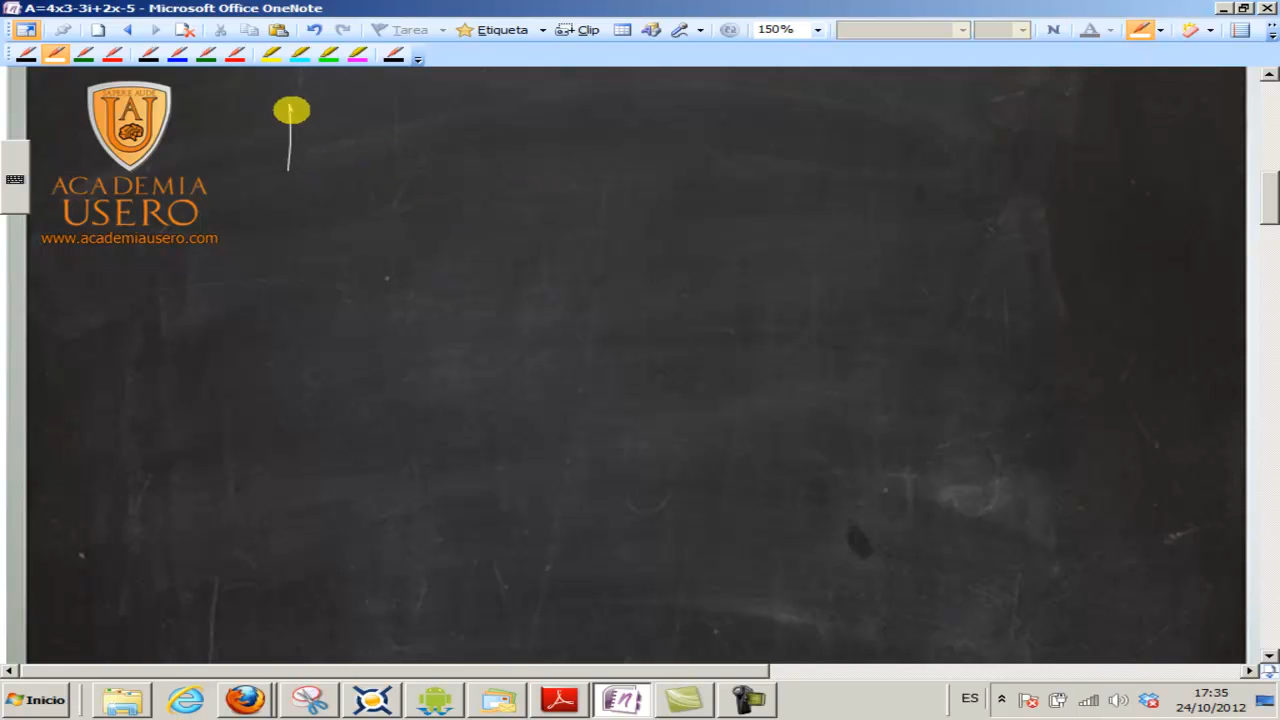 A=4x3-3i+2x-5 - Microsoft Office OneNote
Tarea
Etiqueta
Clip
150%
N
A
SAPERE AUDE
UA
ACADEMIA
USERO
www.academiausero.com
Inicio
ES
17:35
24/10/2012